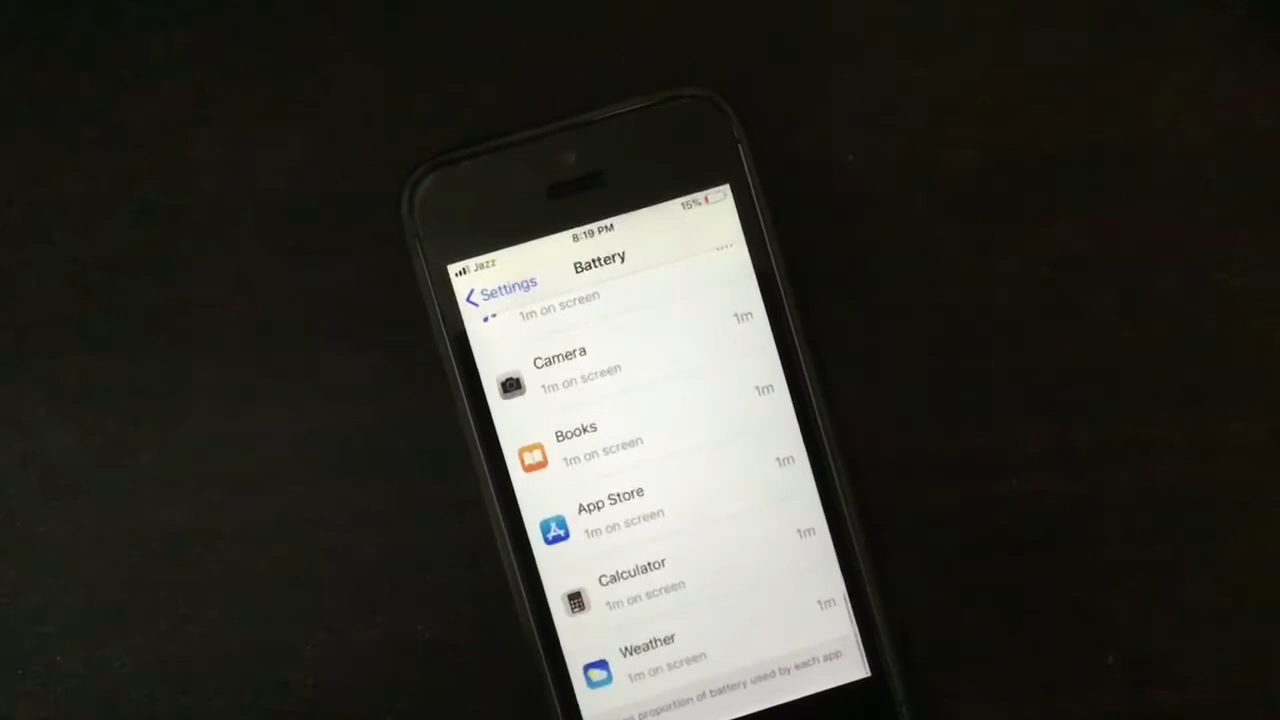 Jazz 8:19 PM 15%
Settings Battery
1m on screen
Camera 1m
1m on screen
Books 1m
1m on screen
App Store 1m
1m on screen
Calculator 1m
1m on screen
Weather 1m
1m on screen
proportion of battery used by each app